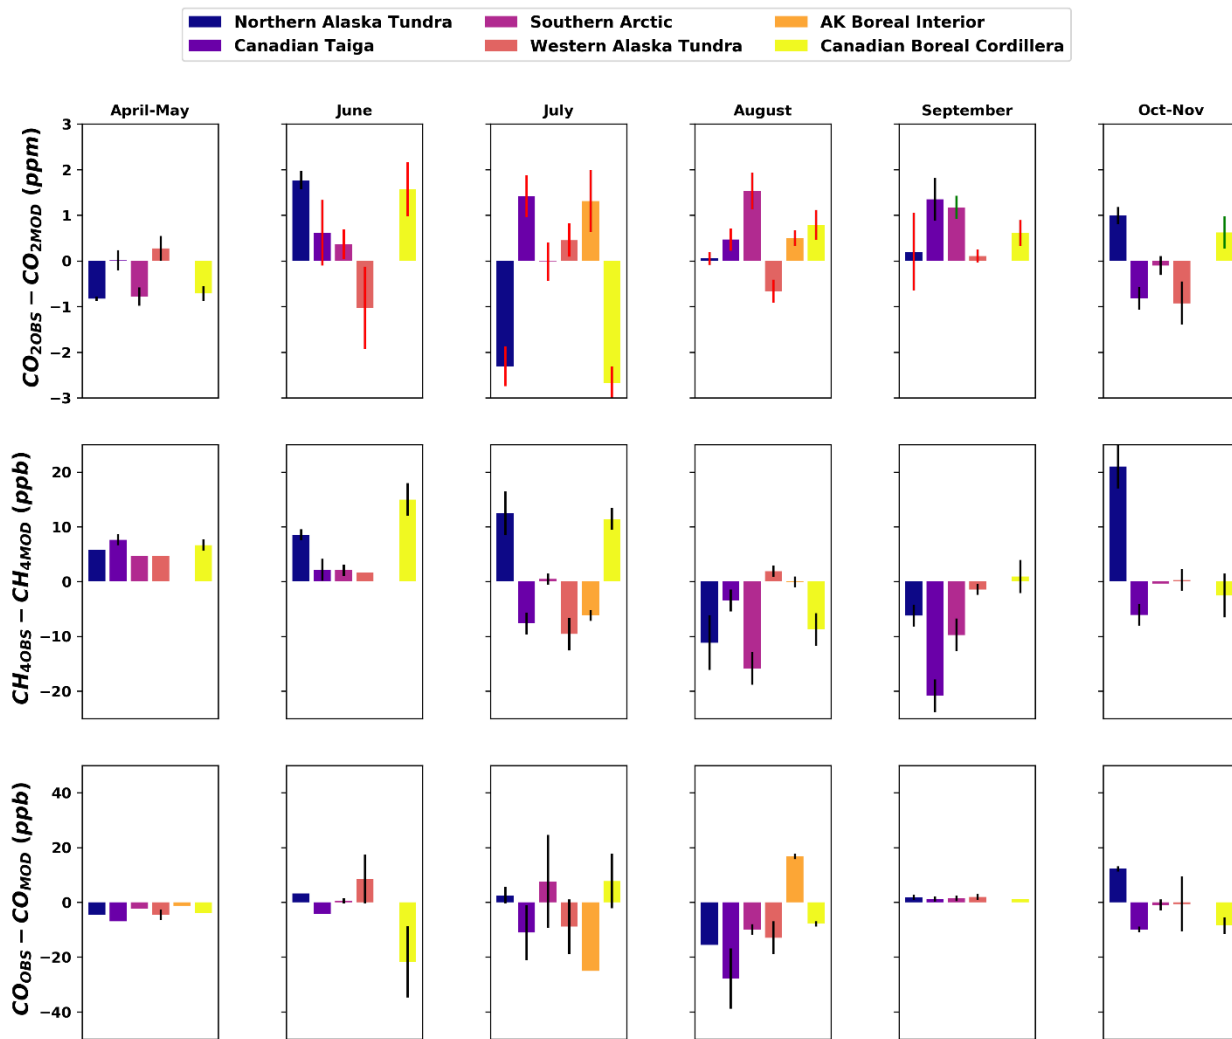 Northern Alaska Tundra Southern Arctic AK Boreal Interior
Canadian Taiga Western Alaska Tundra Canadian Boreal Cordillera
April-May June July August September Oct-Nov
CO2OBS − CO2MOD (ppm)
3
2
1
0
−1
−2
−3
CH4OBS − CH4MOD (ppb)
20
10
0
−10
−20
COOBS − COMOD (ppb)
40
20
0
−20
−40